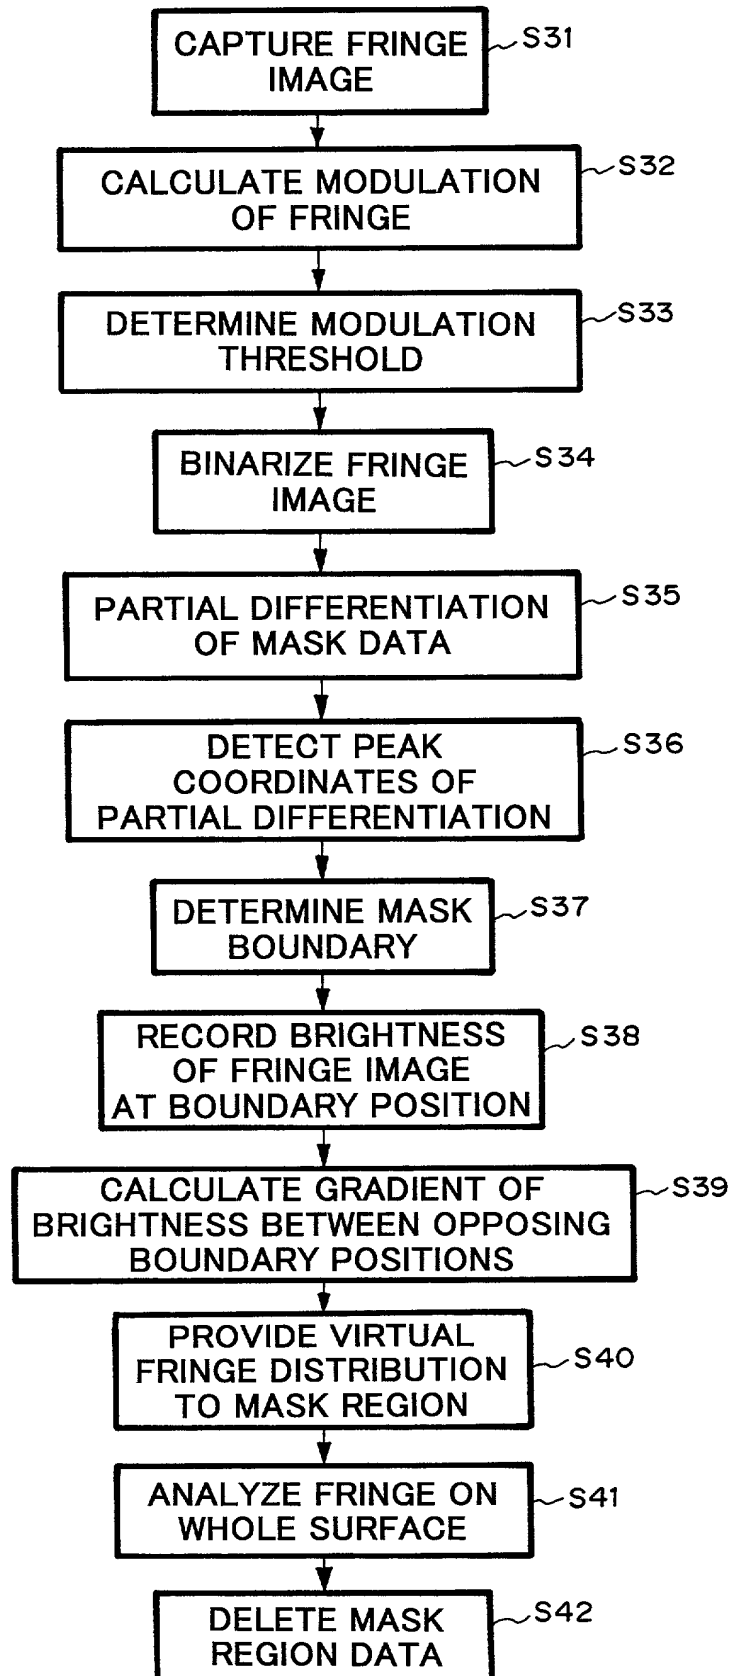 CAPTURE FRINGE
IMAGE
S31
CALCULATE MODULATION
OF FRINGE
S32
DETERMINE MODULATION
THRESHOLD
S33
BINARIZE FRINGE
IMAGE
S34
PARTIAL DIFFERENTIATION
OF MASK DATA
S35
DETECT PEAK
COORDINATES OF
PARTIAL DIFFERENTIATION
S36
DETERMINE MASK
BOUNDARY
S37
RECORD BRIGHTNESS
OF FRINGE IMAGE
AT BOUNDARY POSITION
S38
CALCULATE GRADIENT OF
BRIGHTNESS BETWEEN OPPOSING
BOUNDARY POSITIONS
S39
PROVIDE VIRTUAL
FRINGE DISTRIBUTION
TO MASK REGION
S40
ANALYZE FRINGE ON
WHOLE SURFACE
S41
DELETE MASK
REGION DATA
S42